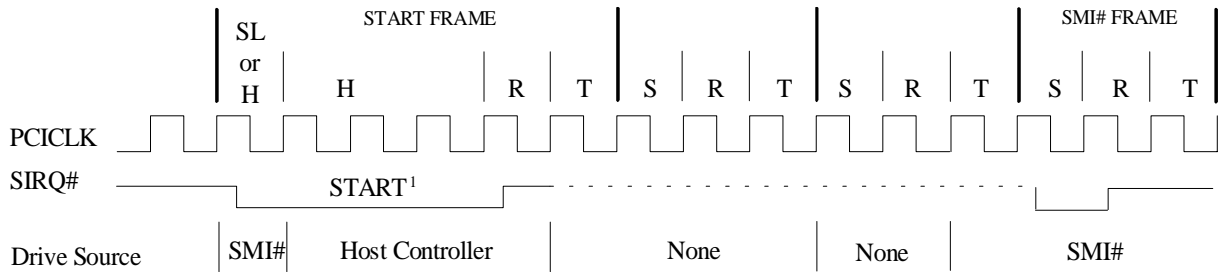 START FRAME SMI# FRAME
SL
or
H H R T S R T S R T S R T
PCICLK
SIRQ# START¹
Drive Source SMI# Host Controller None None SMI#